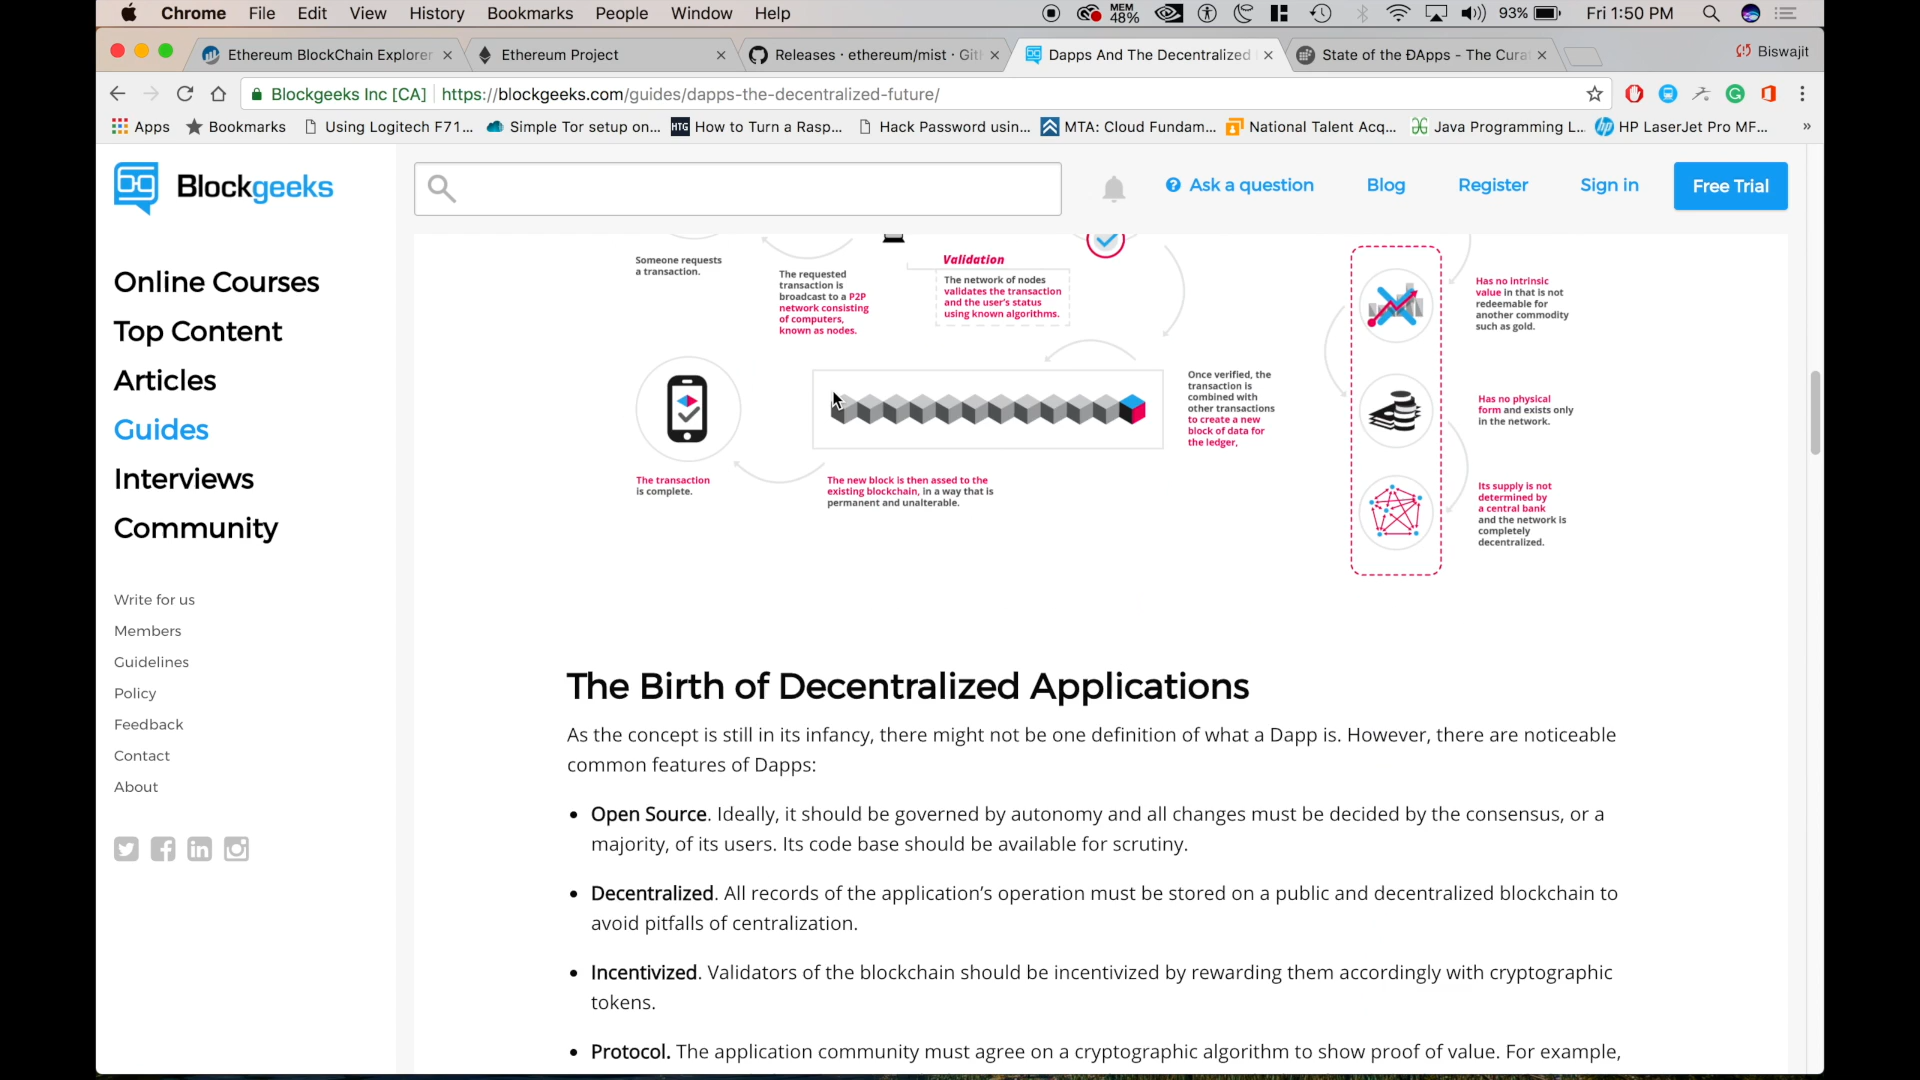 Chrome File Edit View History Bookmarks People Window Help MEM 48% 93% Fri 1:50 PM
Ethereum BlockChain Explorer Ethereum Project Releases · ethereum/mist · Git Dapps And The Decentralized State of the ÐApps - The Cura Biswajit
Blockgeeks Inc [CA] https://blockgeeks.com/guides/dapps-the-decentralized-future/
Apps Bookmarks Using Logitech F71... Simple Tor setup on... HTG How to Turn a Rasp... Hack Password usin... MTA: Cloud Fundam... National Talent Acq... Java Programming L... hp HP LaserJet Pro MF... »
Blockgeeks
Ask a question Blog Register Sign in Free Trial
Online Courses
Top Content
Articles
Guides
Interviews
Community
Write for us
Members
Guidelines
Policy
Feedback
Contact
About
Someone requests
a transaction.
The requested
transaction is
broadcast to a P2P
network consisting
of computers,
known as nodes.
Validation
The network of nodes
validates the transaction
and the user's status
using known algorithms.
Once verified, the
transaction is
combined with
other transactions
to create a new
block of data for
the ledger.
The new block is then assed to the
existing blockchain, in a way that is
permanent and unalterable.
The transaction
is complete.
Has no intrinsic
value in that is not
redeemable for
another commodity
such as gold.
Has no physical
form and exists only
in the network.
Its supply is not
determined by
a central bank
and the network is
completely
decentralized.
The Birth of Decentralized Applications
As the concept is still in its infancy, there might not be one definition of what a Dapp is. However, there are noticeable
common features of Dapps:
• Open Source. Ideally, it should be governed by autonomy and all changes must be decided by the consensus, or a
majority, of its users. Its code base should be available for scrutiny.
• Decentralized. All records of the application's operation must be stored on a public and decentralized blockchain to
avoid pitfalls of centralization.
• Incentivized. Validators of the blockchain should be incentivized by rewarding them accordingly with cryptographic
tokens.
• Protocol. The application community must agree on a cryptographic algorithm to show proof of value. For example,